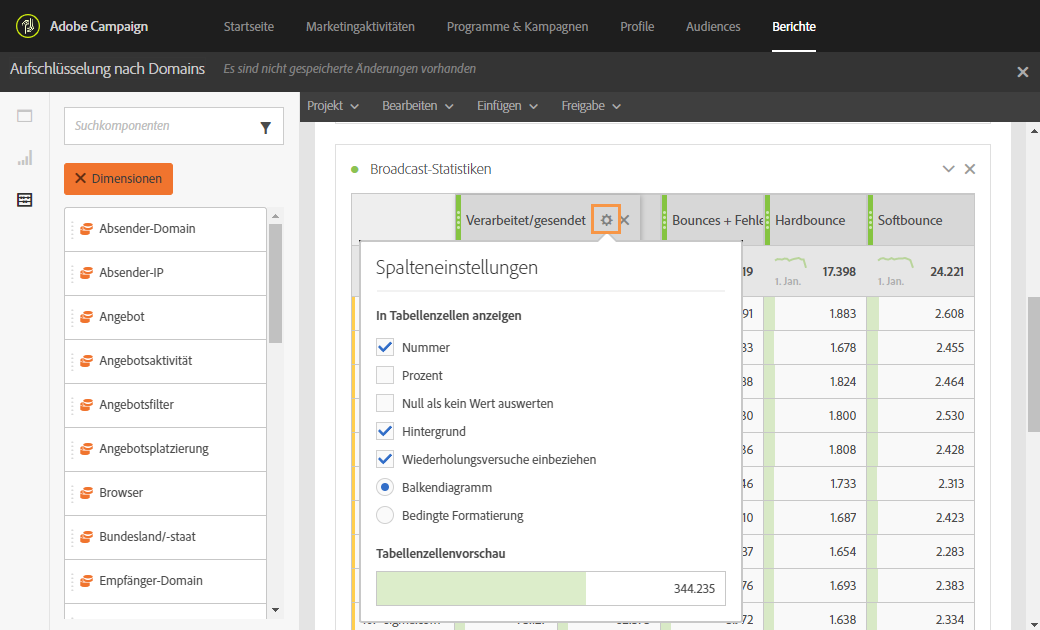 Adobe Campaign Startseite Marketingaktivitäten Programme & Kampagnen Profile Audiences Berichte
Aufschlüsselung nach Domains Es sind nicht gespeicherte Änderungen vorhanden
Projekt Bearbeiten Einfügen Freigabe
Suchkomponenten
Dimensionen
Absender-Domain
Absender-IP
Angebot
Angebotsaktivität
Angebotsfilter
Angebotsplatzierung
Browser
Bundesland/-staat
Empfänger-Domain
Broadcast-Statistiken
Verarbeitet/gesendet Bounces + Fehle Hardbounce Softbounce
19 1. Jan. 17.398 1. Jan. 24.221
Spalteneinstellungen
In Tabellenzellen anzeigen
Nummer
Prozent
Null als kein Wert auswerten
Hintergrund
Wiederholungsversuche einbeziehen
Balkendiagramm
Bedingte Formatierung
Tabellenzellenvorschau
344.235
91 1.883 2.608
33 1.678 2.455
38 1.824 2.464
30 1.800 2.530
36 1.808 2.428
46 1.733 2.313
10 1.687 2.423
37 1.654 2.283
76 1.693 2.383
72 1.638 2.334